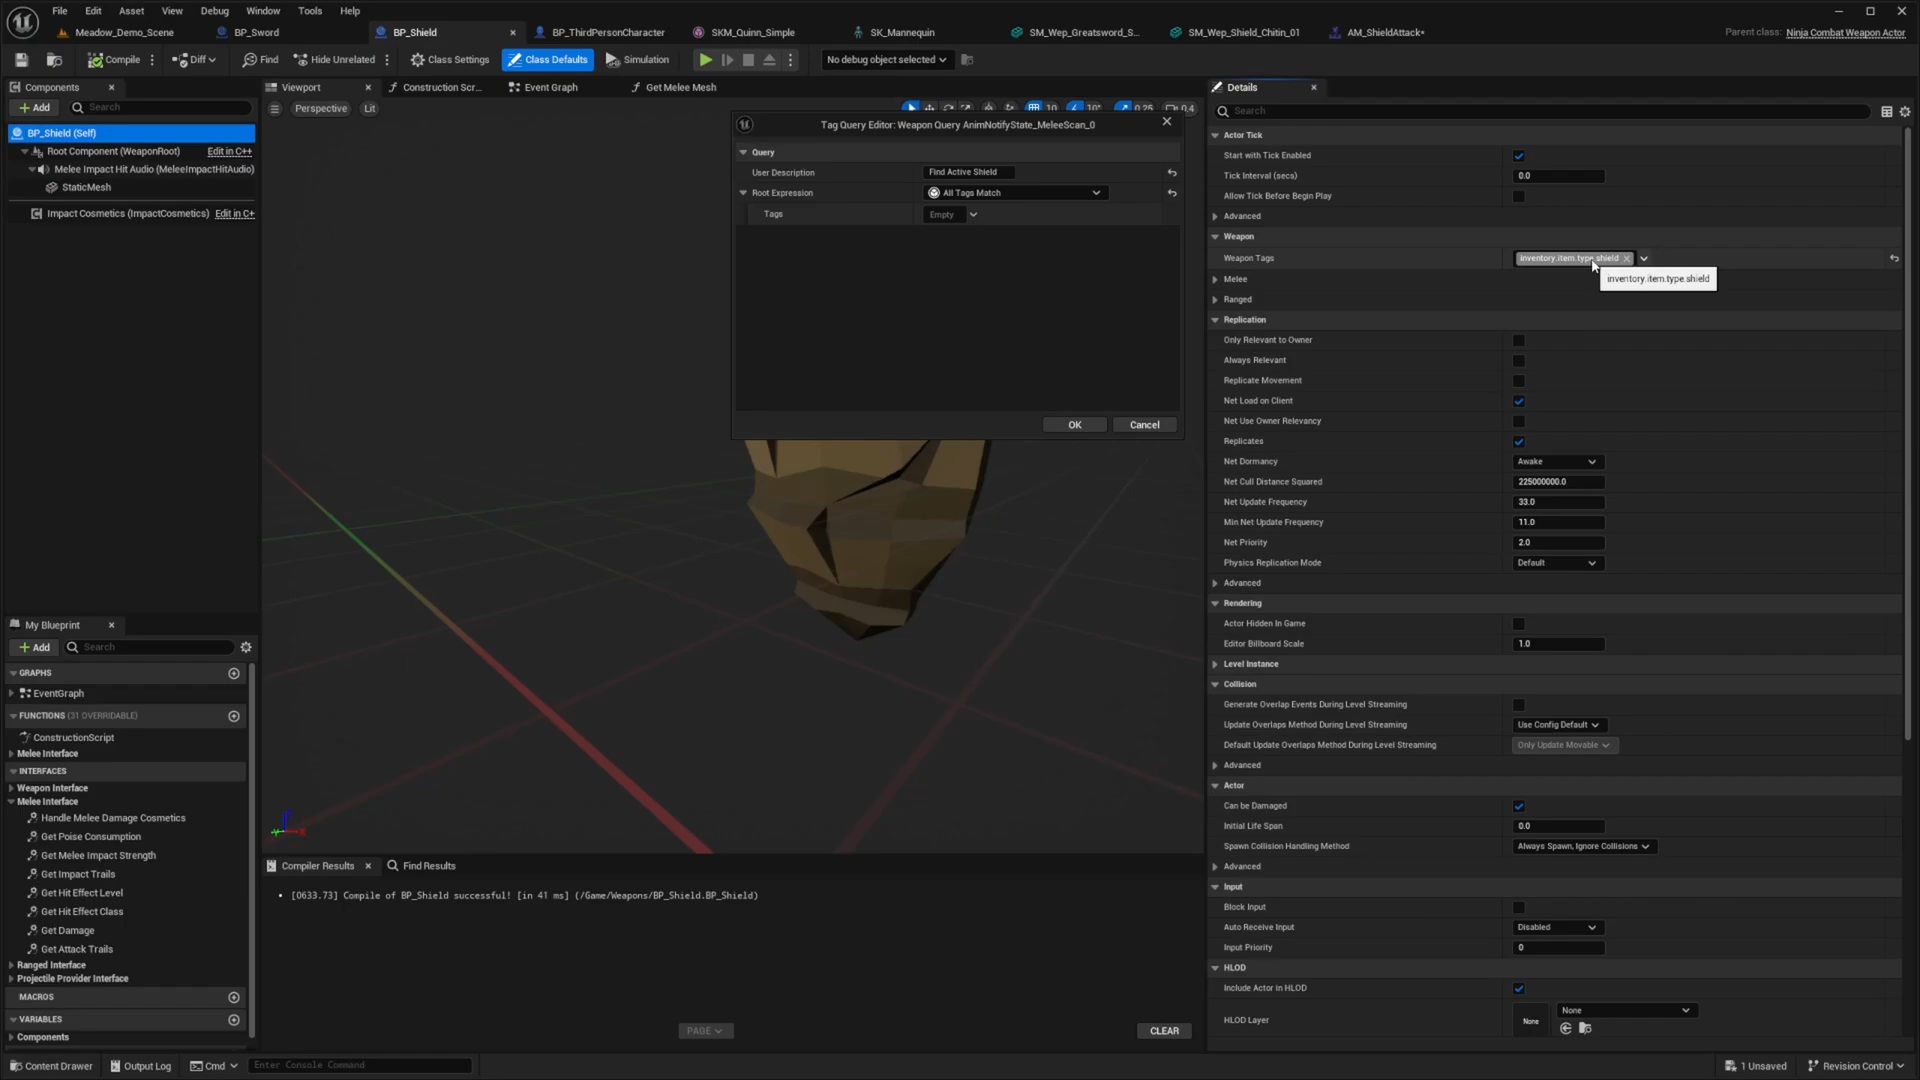 File Edit Asset View Debug Window Tools Help
Meadow_Demo_Scene BP_Sword BP_Shield BP_ThirdPersonCharacter SKM_Quinn_Simple SK_Mannequin SM_Wep_Greatsword_S... SM_Wep_Shield_Chitin_01 AM_ShieldAttack* Parent class: Ninja Combat Weapon Actor
Compile Diff Find Hide Unrelated Class Settings Class Defaults Simulation No debug object selected
Components
Add Search
BP_Shield (Self)
Root Component (WeaponRoot) Edit in C++
Melee Impact Hit Audio (MeleeImpactHitAudio)
StaticMesh
Impact Cosmetics (ImpactCosmetics) Edit in C+
Viewport Construction Scr... Event Graph Get Melee Mesh
Perspective Lit 10 10° 0.25 0.4
Tag Query Editor: Weapon Query AnimNotifyState_MeleeScan_0
Query
User Description Find Active Shield
Root Expression All Tags Match
Tags Empty
OK Cancel
Details
Search
Actor Tick
Start with Tick Enabled
Tick Interval (secs) 0.0
Allow Tick Before Begin Play
Advanced
Weapon
Weapon Tags inventory.item.type.shield
inventory.item.type.shield
Melee
Ranged
Replication
Only Relevant to Owner
Always Relevant
Replicate Movement
Net Load on Client
Net Use Owner Relevancy
Replicates
Net Dormancy Awake
Net Cull Distance Squared 225000000.0
Net Update Frequency 33.0
Min Net Update Frequency 11.0
Net Priority 2.0
Physics Replication Mode Default
Advanced
Rendering
Actor Hidden In Game
Editor Billboard Scale 1.0
Level Instance
Collision
Generate Overlap Events During Level Streaming
Update Overlaps Method During Level Streaming Use Config Default
Default Update Overlaps Method During Level Streaming Only Update Movable
Advanced
Actor
Can be Damaged
Initial Life Span 0.0
Spawn Collision Handling Method Always Spawn, Ignore Collisions
Advanced
Input
Block Input
Auto Receive Input Disabled
Input Priority 0
HLOD
Include Actor in HLOD
HLOD Layer None None
My Blueprint
Add Search
GRAPHS
EventGraph
FUNCTIONS (31 OVERRIDABLE)
ConstructionScript
Melee Interface
INTERFACES
Weapon Interface
Melee Interface
Handle Melee Damage Cosmetics
Get Poise Consumption
Get Melee Impact Strength
Get Impact Trails
Get Hit Effect Level
Get Hit Effect Class
Get Damage
Get Attack Trails
Ranged Interface
Projectile Provider Interface
MACROS
VARIABLES
Components
Compiler Results Find Results
[0633.73] Compile of BP_Shield successful! [in 41 ms] (/Game/Weapons/BP_Shield.BP_Shield)
PAGE CLEAR
Content Drawer Output Log Cmd Enter Console Command 1 Unsaved Revision Control